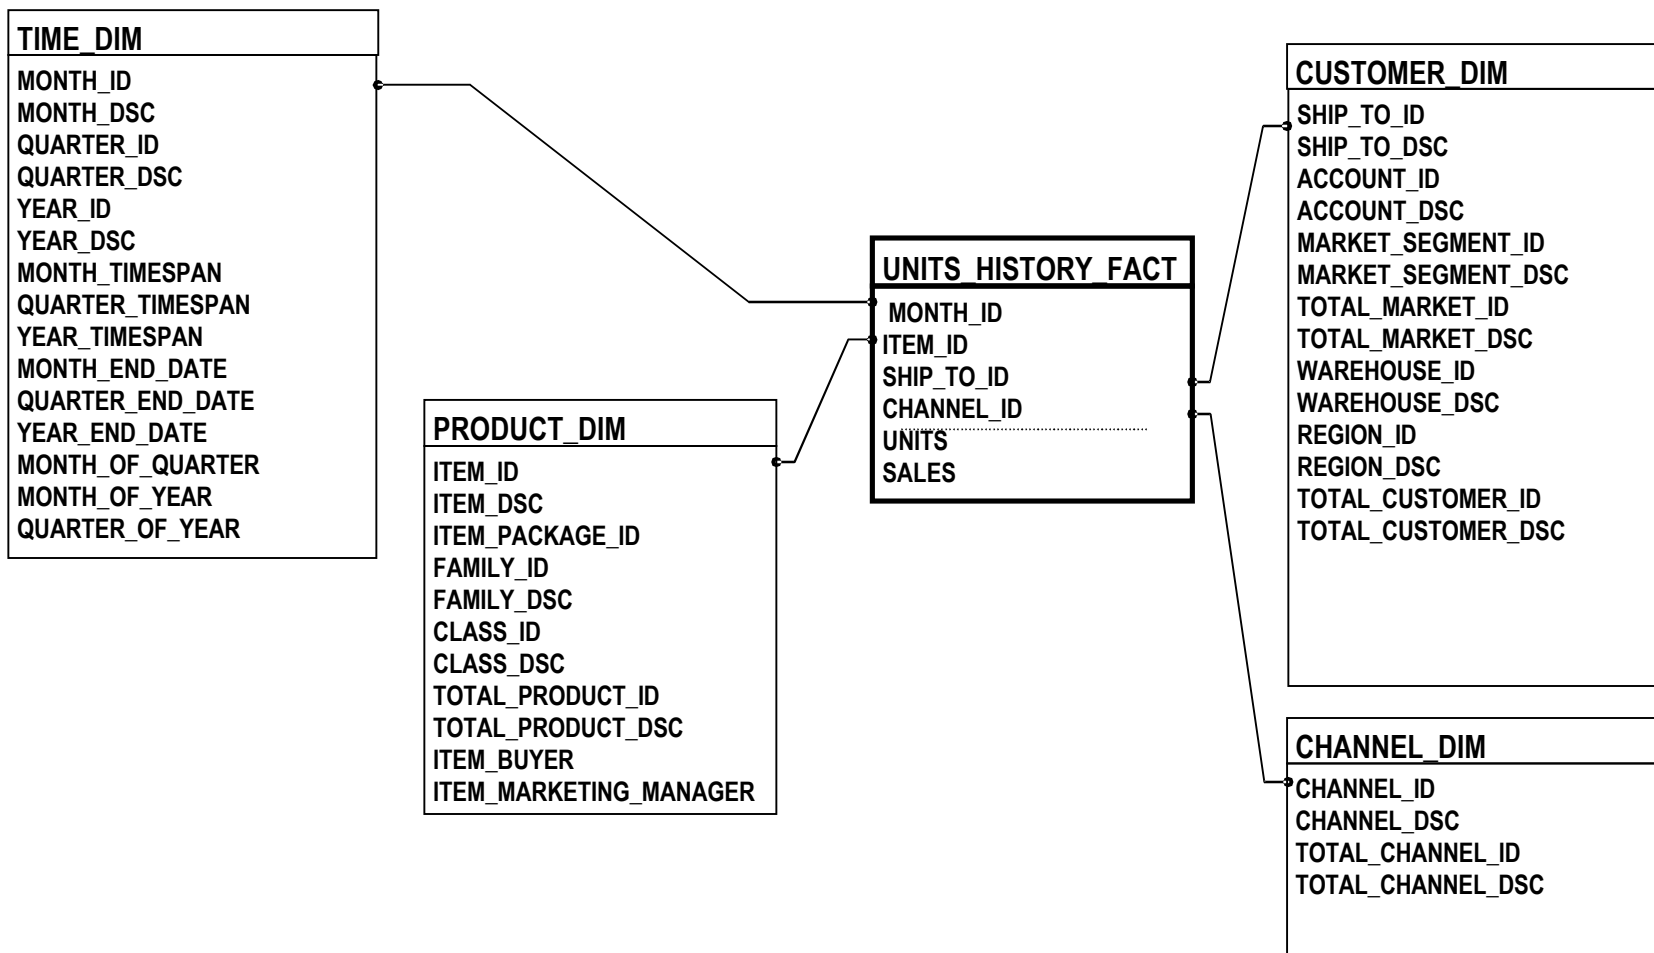 TIME_DIM
MONTH_ID
MONTH_DSC
QUARTER_ID
QUARTER_DSC
YEAR_ID
YEAR_DSC
MONTH_TIMESPAN
QUARTER_TIMESPAN
YEAR_TIMESPAN
MONTH_END_DATE
QUARTER_END_DATE
YEAR_END_DATE
MONTH_OF_QUARTER
MONTH_OF_YEAR
QUARTER_OF_YEAR
PRODUCT_DIM
ITEM_ID
ITEM_DSC
ITEM_PACKAGE_ID
FAMILY_ID
FAMILY_DSC
CLASS_ID
CLASS_DSC
TOTAL_PRODUCT_ID
TOTAL_PRODUCT_DSC
ITEM_BUYER
ITEM_MARKETING_MANAGER
UNITS_HISTORY_FACT
MONTH_ID
ITEM_ID
SHIP_TO_ID
CHANNEL_ID
UNITS
SALES
CUSTOMER_DIM
SHIP_TO_ID
SHIP_TO_DSC
ACCOUNT_ID
ACCOUNT_DSC
MARKET_SEGMENT_ID
MARKET_SEGMENT_DSC
TOTAL_MARKET_ID
TOTAL_MARKET_DSC
WAREHOUSE_ID
WAREHOUSE_DSC
REGION_ID
REGION_DSC
TOTAL_CUSTOMER_ID
TOTAL_CUSTOMER_DSC
CHANNEL_DIM
CHANNEL_ID
CHANNEL_DSC
TOTAL_CHANNEL_ID
TOTAL_CHANNEL_DSC